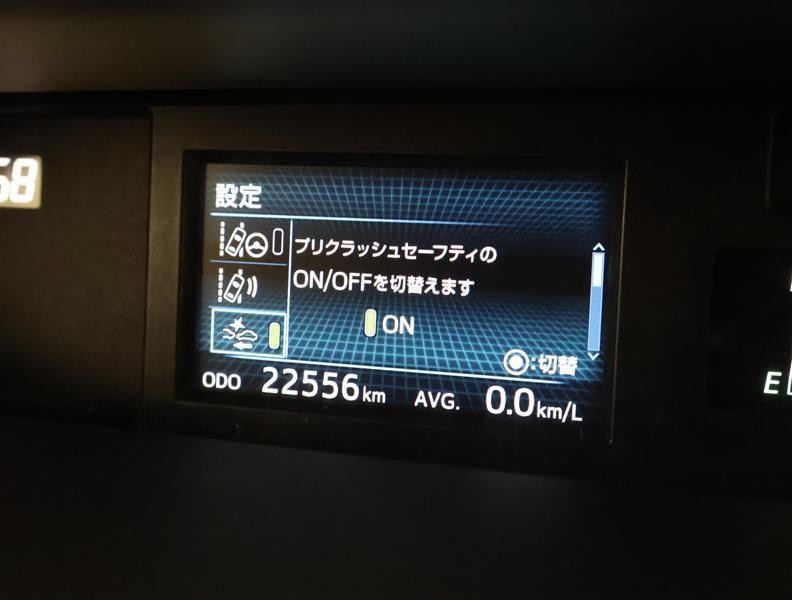 58
設定
プリクラッシュセーフティの
ON/OFFを切替えます
ON
:切替
ODO 22556km AVG. 0.0km/L
E